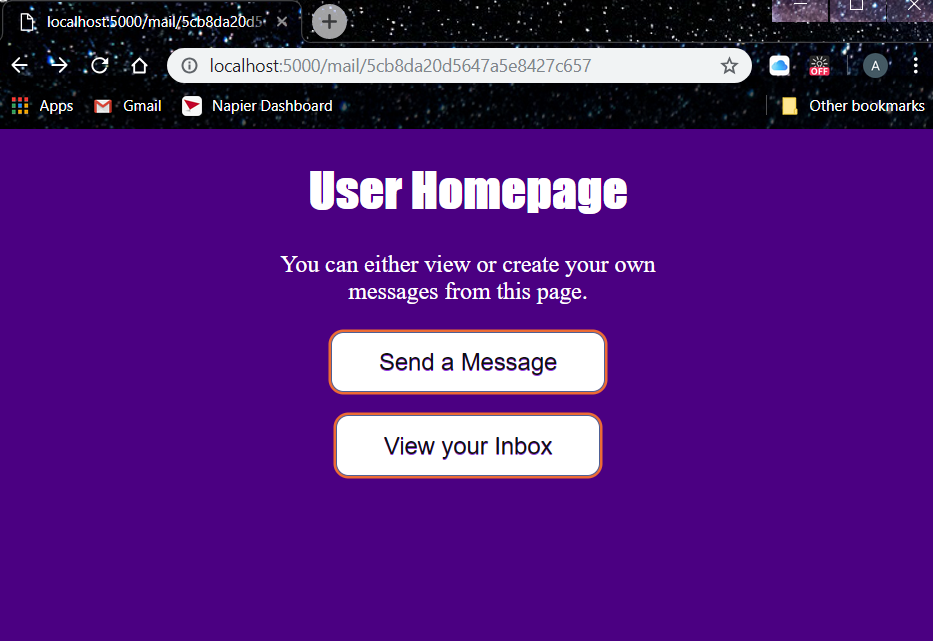 localhost:5000/mail/5cb8da20d5
localhost:5000/mail/5cb8da20d5647a5e8427c657
OFF
A
Apps
Gmail
Napier Dashboard
Other bookmarks
User Homepage
You can either view or create your own
messages from this page.
Send a Message
View your Inbox